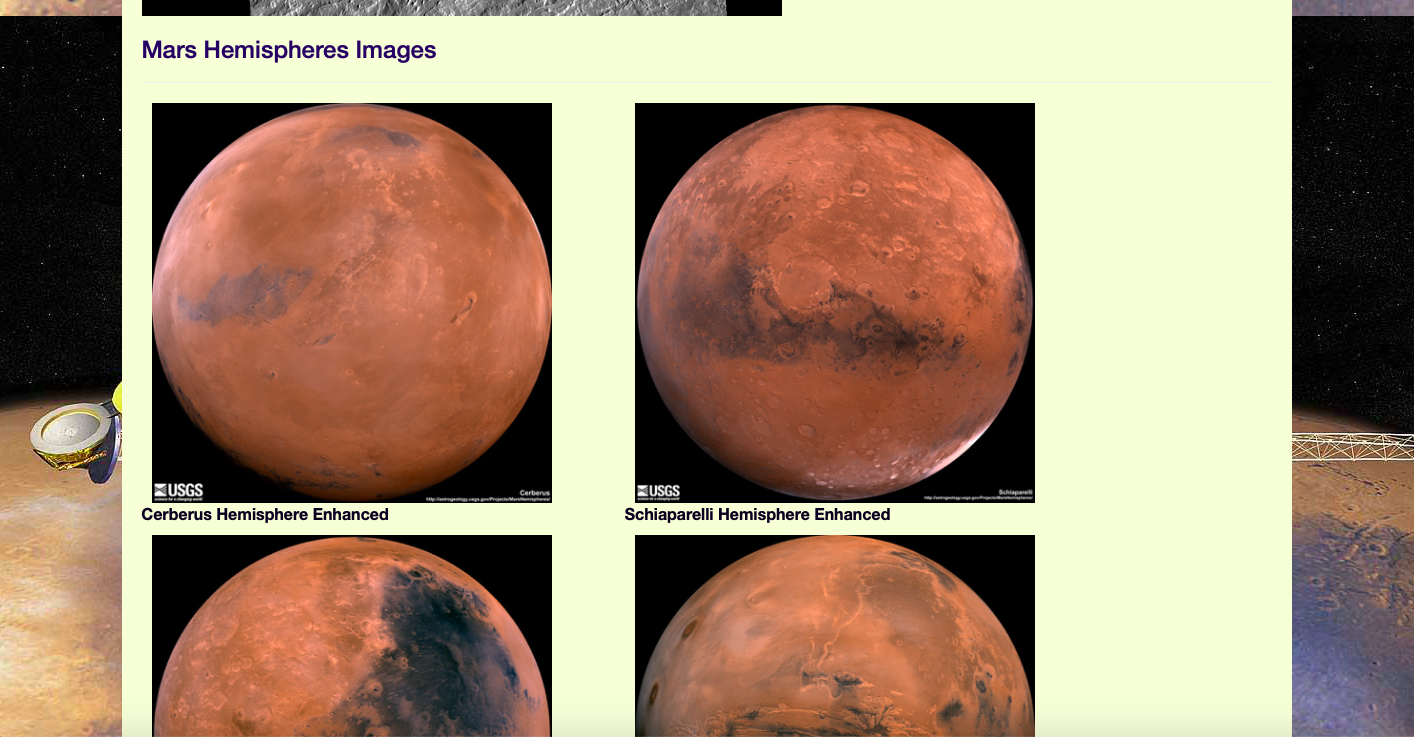 Mars Hemispheres Images
USGS
science for a changing world
Cerberus
http://astrogeology.usgs.gov/Projects/MarsHemispheres/
USGS
science for a changing world
Schiaparelli
http://astrogeology.usgs.gov/Projects/MarsHemispheres/
Cerberus Hemisphere Enhanced
Schiaparelli Hemisphere Enhanced